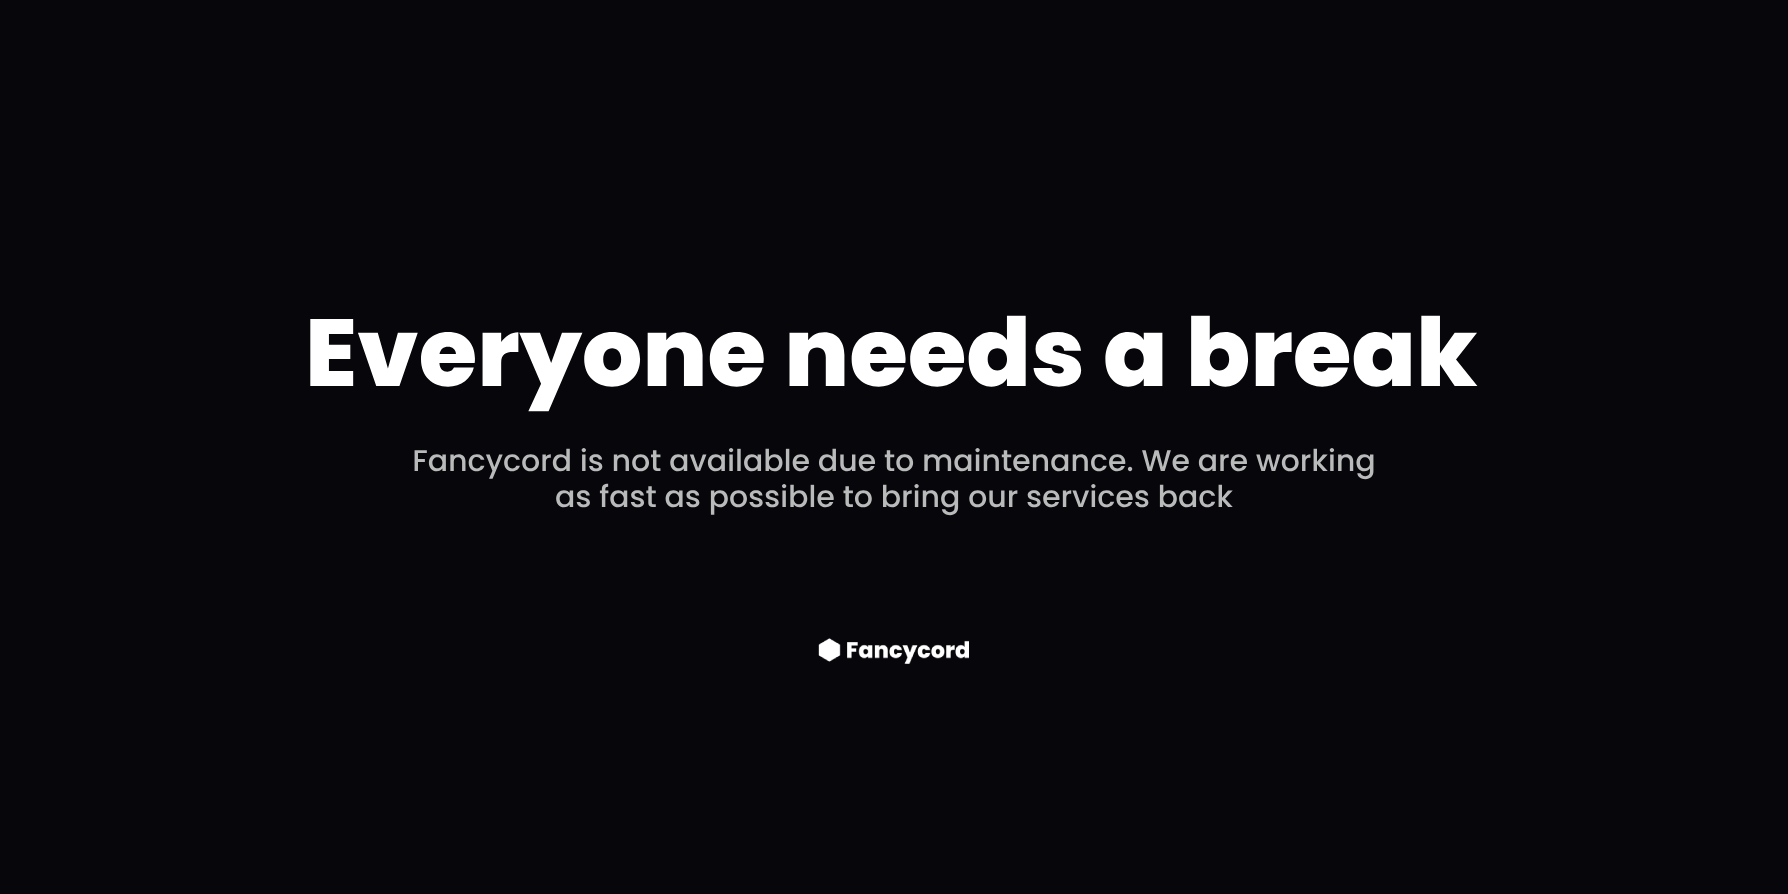 Everyone needs a break
Fancycord is not available due to maintenance. We are working
as fast as possible to bring our services back
Fancycord